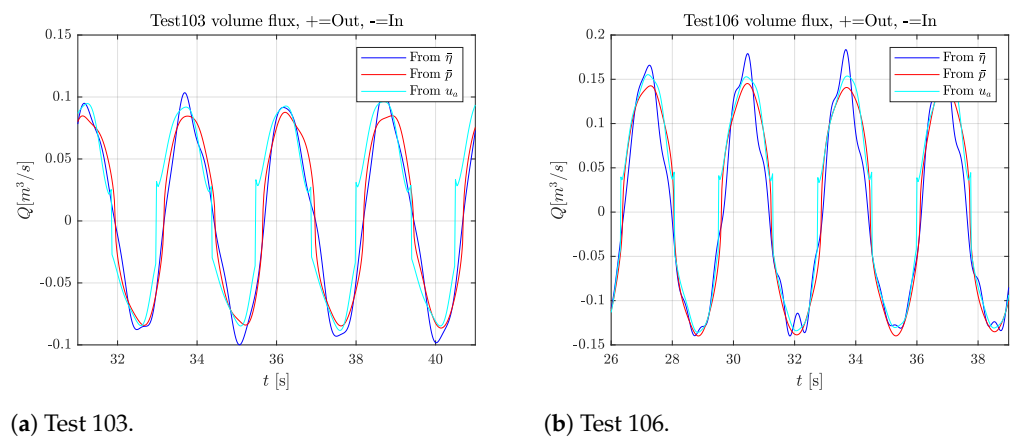 Test103 volume flux, +=Out, -=In
0.15
0.1
0.05
0
-0.05
-0.1
Q[m³/s]
From η̄
From p̄
From uₐ
32 34 36 38 40
t [s]
(a) Test 103.
Test106 volume flux, +=Out, -=In
0.2
0.15
0.1
0.05
0
-0.05
-0.1
-0.15
Q[m³/s]
From η̄
From p̄
From uₐ
26 28 30 32 34 36 38
t [s]
(b) Test 106.